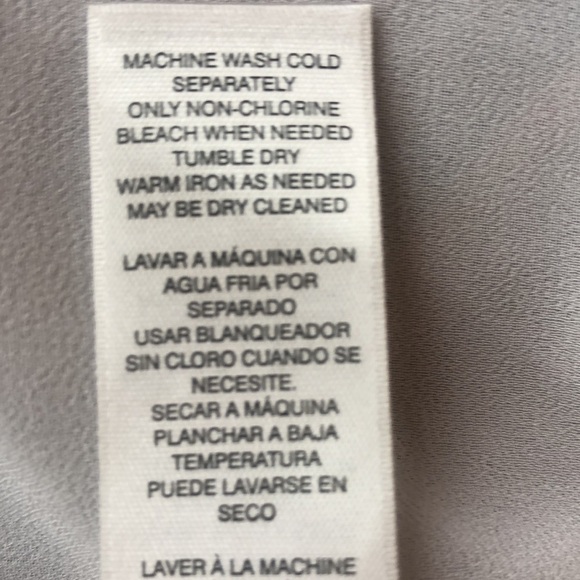 MACHINE WASH COLD
SEPARATELY
ONLY NON-CHLORINE
BLEACH WHEN NEEDED
TUMBLE DRY
WARM IRON AS NEEDED
MAY BE DRY CLEANED
LAVAR A MÁQUINA CON
AGUA FRIA POR
SEPARADO
USAR BLANQUEADOR
SIN CLORO CUANDO SE
NECESITE.
SECAR A MÁQUINA
PLANCHAR A BAJA
TEMPERATURA
PUEDE LAVARSE EN
SECO
LAVER À LA MACHIINE